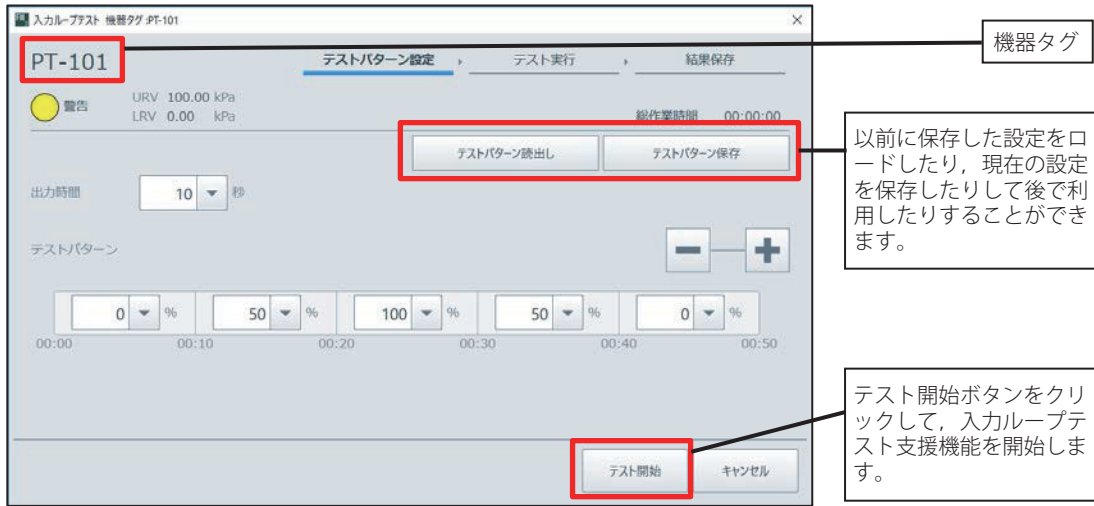 入力ループテスト 機器タグ:PT-101
PT-101
テストパターン設定
テスト実行
結果保存
機器タグ
警告
URV 100.00 kPa
LRV 0.00 kPa
総作業時間 00:00:00
テストパターン読出し
テストパターン保存
以前に保存した設定をロ
ードしたり，現在の設定
を保存したりして後で利
用したりすることができ
ます。
出力時間
10 秒
テストパターン
0 %
50 %
100 %
50 %
0 %
00:00
00:10
00:20
00:30
00:40
00:50
テスト開始ボタンをクリ
ックして，入力ループテ
スト支援機能を開始しま
す。
テスト開始
キャンセル